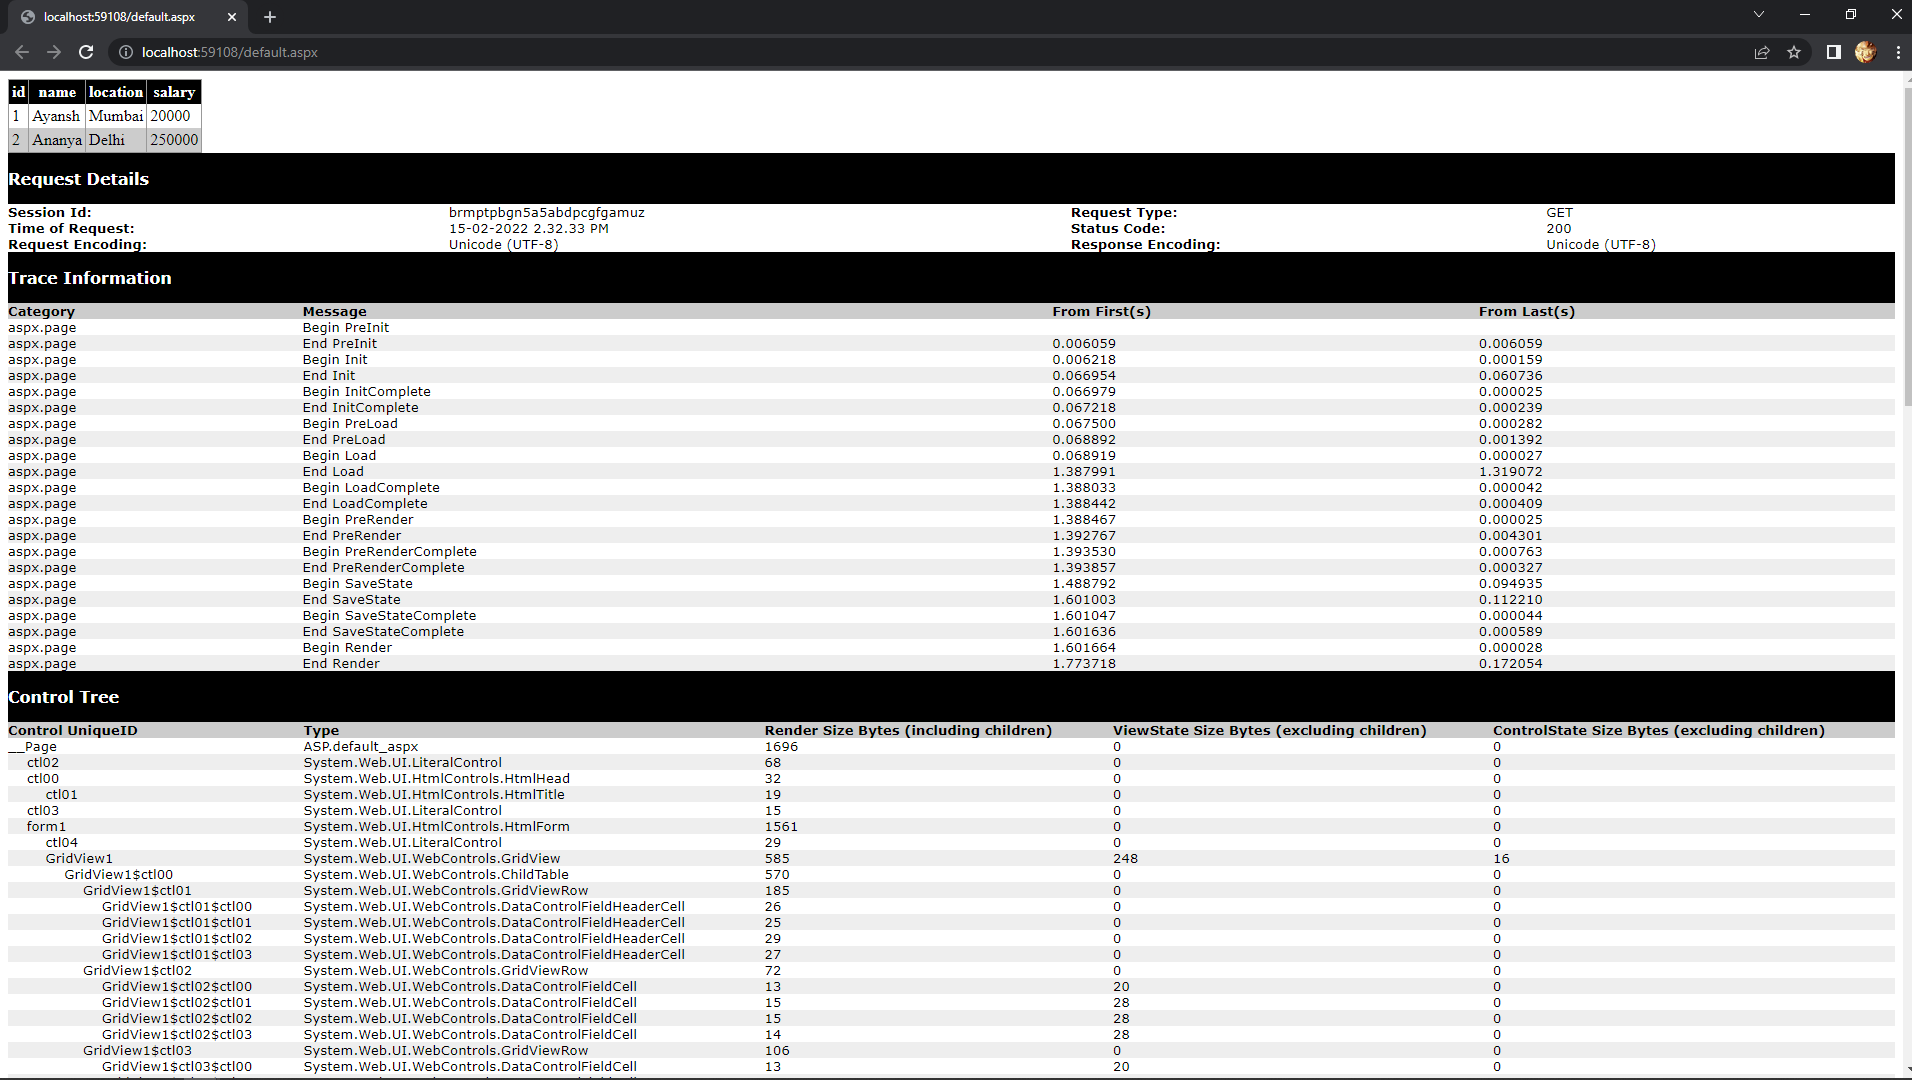 localhost:59108/default.aspx
localhost:59108/default.aspx
id name location salary
1 Ayansh Mumbai 20000
2 Ananya Delhi 250000
Request Details
Session Id: brmptpbgn5a5abdpcgfgamuz Request Type: GET
Time of Request: 15-02-2022 2.32.33 PM Status Code: 200
Request Encoding: Unicode (UTF-8) Response Encoding: Unicode (UTF-8)
Trace Information
Category Message From First(s) From Last(s)
aspx.page Begin PreInit
aspx.page End PreInit 0.006059 0.006059
aspx.page Begin Init 0.006218 0.000159
aspx.page End Init 0.066954 0.060736
aspx.page Begin InitComplete 0.066979 0.000025
aspx.page End InitComplete 0.067218 0.000239
aspx.page Begin PreLoad 0.067500 0.000282
aspx.page End PreLoad 0.068892 0.001392
aspx.page Begin Load 0.068919 0.000027
aspx.page End Load 1.387991 1.319072
aspx.page Begin LoadComplete 1.388033 0.000042
aspx.page End LoadComplete 1.388442 0.000409
aspx.page Begin PreRender 1.388467 0.000025
aspx.page End PreRender 1.392767 0.004301
aspx.page Begin PreRenderComplete 1.393530 0.000763
aspx.page End PreRenderComplete 1.393857 0.000327
aspx.page Begin SaveState 1.488792 0.094935
aspx.page End SaveState 1.601003 0.112210
aspx.page Begin SaveStateComplete 1.601047 0.000044
aspx.page End SaveStateComplete 1.601636 0.000589
aspx.page Begin Render 1.601664 0.000028
aspx.page End Render 1.773718 0.172054
Control Tree
Control UniqueID Type Render Size Bytes (including children) ViewState Size Bytes (excluding children) ControlState Size Bytes (excluding children)
__Page ASP.default_aspx 1696 0 0
ctl02 System.Web.UI.LiteralControl 68 0 0
ctl00 System.Web.UI.HtmlControls.HtmlHead 32 0 0
ctl01 System.Web.UI.HtmlControls.HtmlTitle 19 0 0
ctl03 System.Web.UI.LiteralControl 15 0 0
form1 System.Web.UI.HtmlControls.HtmlForm 1561 0 0
ctl04 System.Web.UI.LiteralControl 29 0 0
GridView1 System.Web.UI.WebControls.GridView 585 248 16
GridView1$ctl00 System.Web.UI.WebControls.ChildTable 570 0 0
GridView1$ctl01 System.Web.UI.WebControls.GridViewRow 185 0 0
GridView1$ctl01$ctl00 System.Web.UI.WebControls.DataControlFieldHeaderCell 26 0 0
GridView1$ctl01$ctl01 System.Web.UI.WebControls.DataControlFieldHeaderCell 25 0 0
GridView1$ctl01$ctl02 System.Web.UI.WebControls.DataControlFieldHeaderCell 29 0 0
GridView1$ctl01$ctl03 System.Web.UI.WebControls.DataControlFieldHeaderCell 27 0 0
GridView1$ctl02 System.Web.UI.WebControls.GridViewRow 72 0 0
GridView1$ctl02$ctl00 System.Web.UI.WebControls.DataControlFieldCell 13 20 0
GridView1$ctl02$ctl01 System.Web.UI.WebControls.DataControlFieldCell 15 28 0
GridView1$ctl02$ctl02 System.Web.UI.WebControls.DataControlFieldCell 15 28 0
GridView1$ctl02$ctl03 System.Web.UI.WebControls.DataControlFieldCell 14 28 0
GridView1$ctl03 System.Web.UI.WebControls.GridViewRow 106 0 0
GridView1$ctl03$ctl00 System.Web.UI.WebControls.DataControlFieldCell 13 20 0